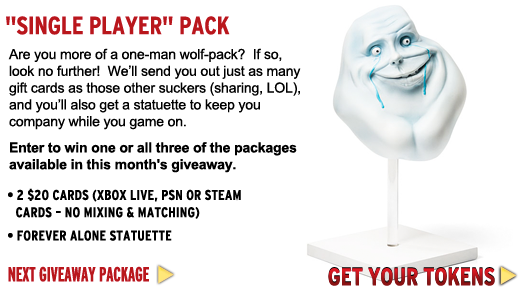 "SINGLE PLAYER" PACK
Are you more of a one-man wolf-pack?  If so,
look no further!  We'll send you out just as many
gift cards as those other suckers (sharing, LOL),
and you'll also get a statuette to keep you
company while you game on.
Enter to win one or all three of the packages
available in this month's giveaway.
• 2 $20 CARDS (XBOX LIVE, PSN OR STEAM
CARDS - NO MIXING & MATCHING)
• FOREVER ALONE STATUETTE
NEXT GIVEAWAY PACKAGE
GET YOUR TOKENS